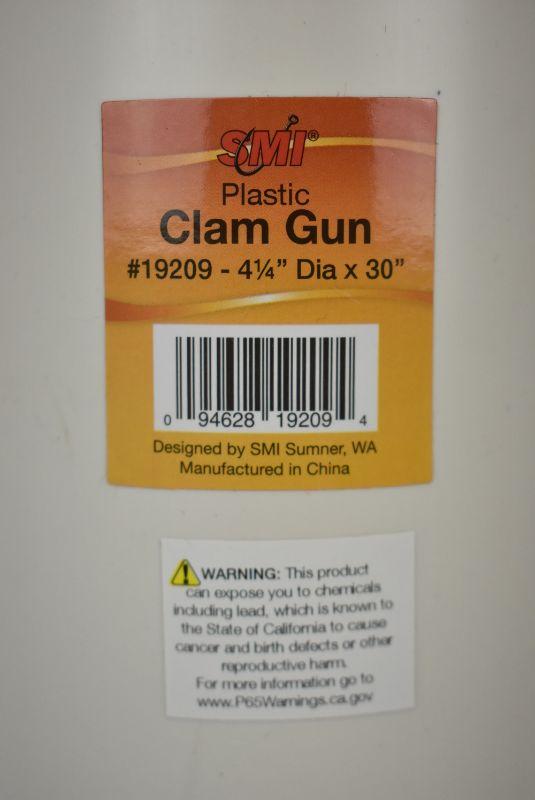 SMI®
Plastic
Clam Gun
#19209 - 4¼" Dia x 30"
0 94628 19209 4
Designed by SMI Sumner, WA
Manufactured in China
WARNING: This product
can expose you to chemicals
including lead, which is known to
the State of California to cause
cancer and birth defects or other
reproductive harm.
For more information go to
www.P65Warnings.ca.gov